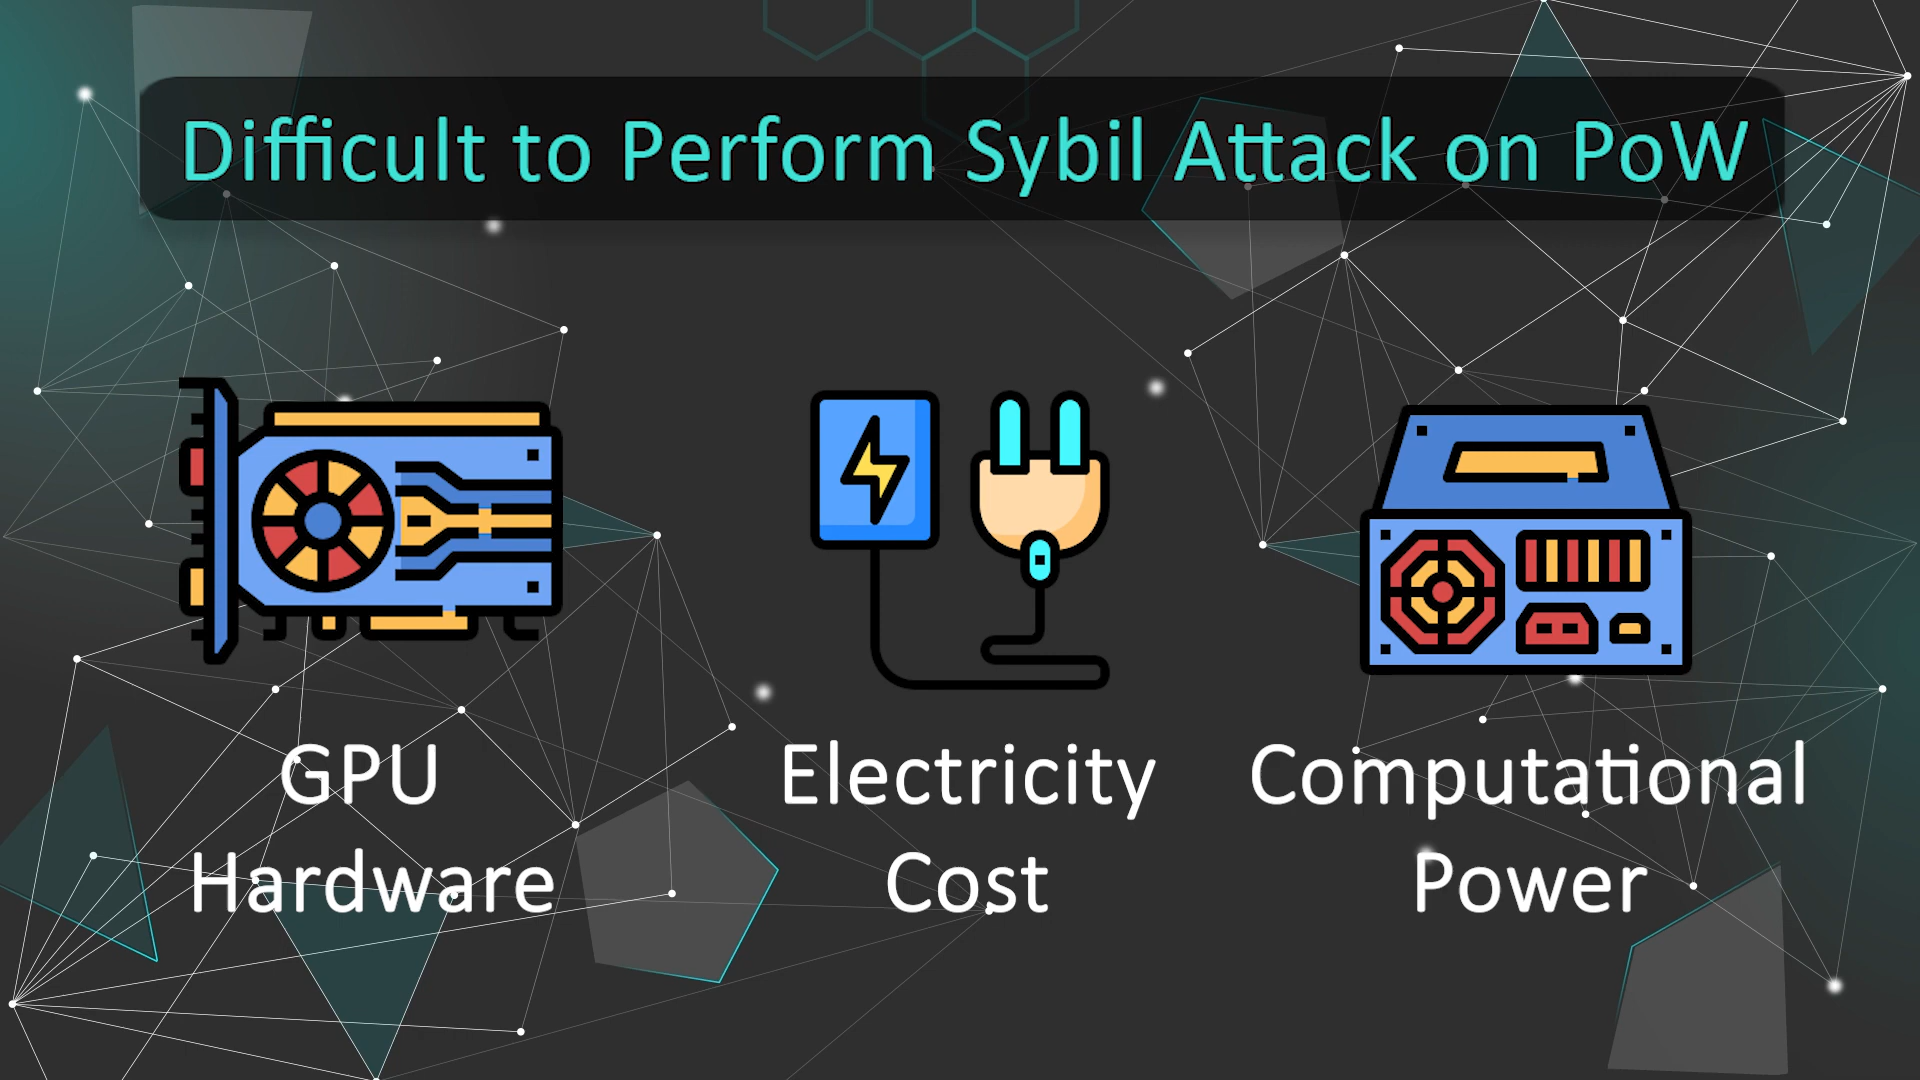 Difficult to Perform Sybil Attack on PoW
GPU
Hardware
Electricity
Cost
Computational
Power